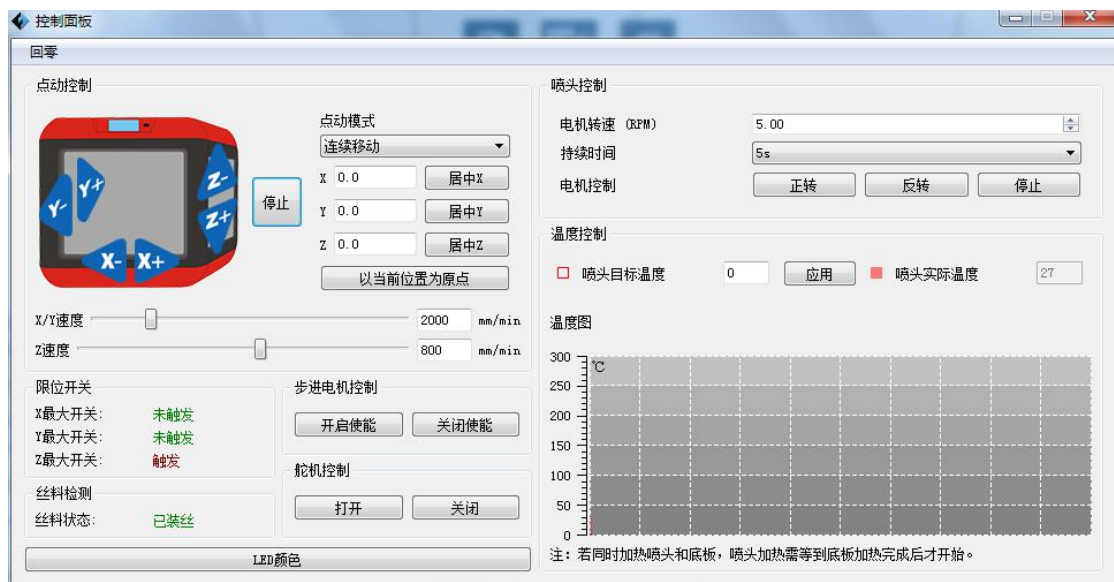 控制面板
回零
点动控制
Y-
Y+
X-
X+
Z-
Z+
停止
点动模式
连续移动
X 0.0 居中X
Y 0.0 居中Y
Z 0.0 居中Z
以当前位置为原点
X/Y速度 2000 mm/min
Z速度 800 mm/min
限位开关
X最大开关: 未触发
Y最大开关: 未触发
Z最大开关: 触发
丝料检测
丝料状态: 已装丝
步进电机控制
开启使能 关闭使能
舵机控制
打开 关闭
LED颜色
喷头控制
电机转速 (RPM) 5.00
持续时间 5s
电机控制 正转 反转 停止
温度控制
喷头目标温度 0 应用 喷头实际温度 27
温度图
℃
300
250
200
150
100
50
0
注: 若同时加热喷头和底板，喷头加热需等到底板加热完成后才开始。